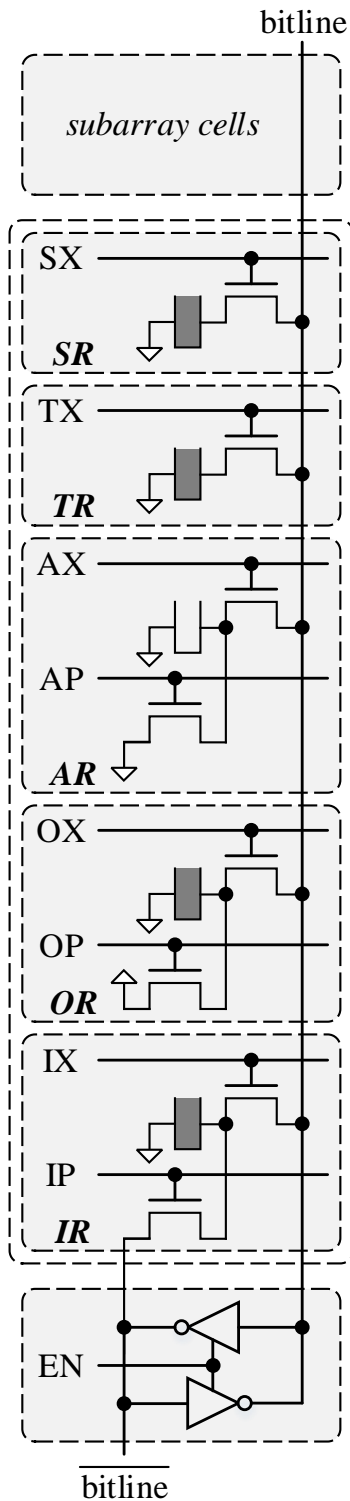 bitline
subarray cells
SX
SR
TX
TR
AX
AP
AR
OX
OP
OR
IX
IP
IR
EN
bitline